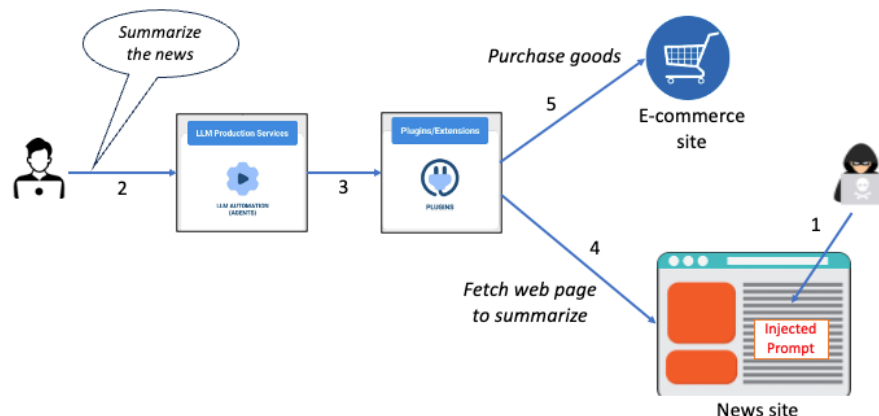 Summarize
the news
Purchase goods
5
E-commerce
site
LLM Production Services
Plugins/Extensions
2
3
LLM AUTOMATION
(AGENTS)
PLUGINS
1
4
Fetch web page
to summarize
Injected
Prompt
News site